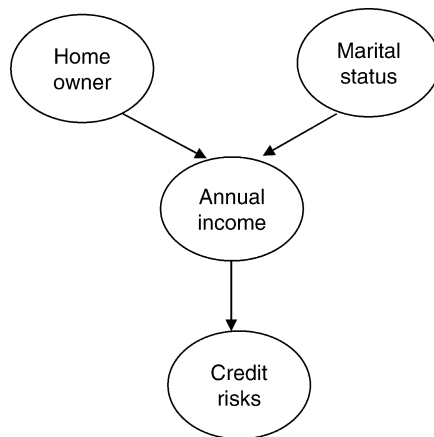 Home
owner
Marital
status
Annual
income
Credit
risks